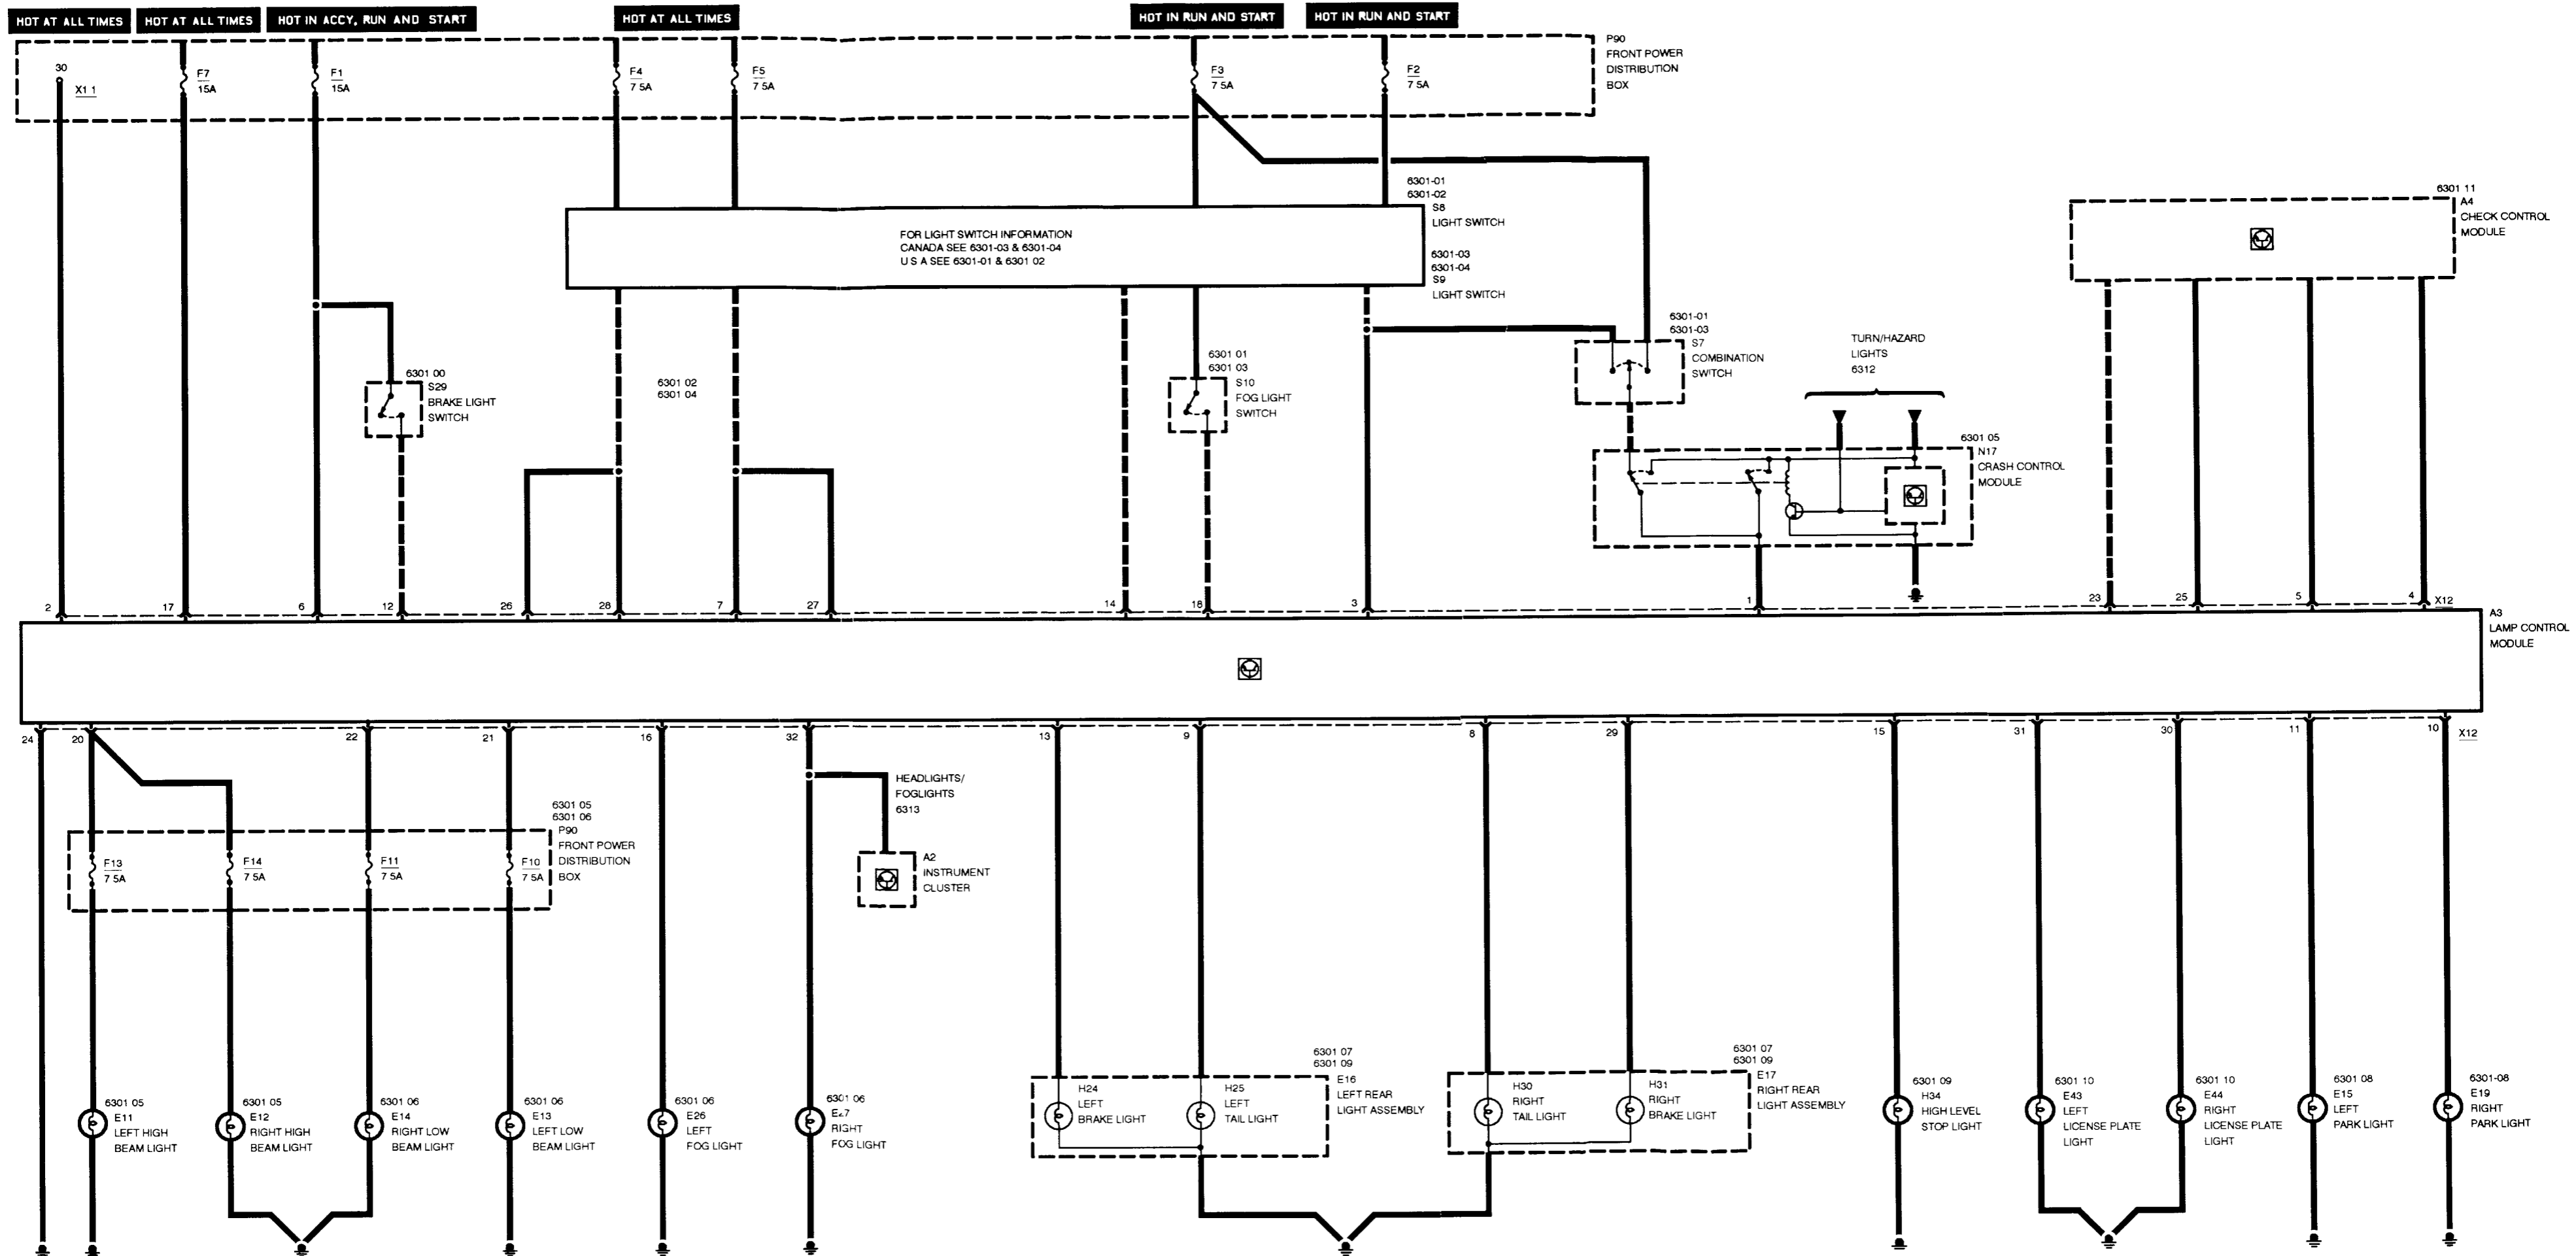 HOT AT ALL TIMES
HOT AT ALL TIMES
HOT IN ACCY, RUN AND START
HOT AT ALL TIMES
HOT IN RUN AND START
HOT IN RUN AND START
P90
FRONT POWER
DISTRIBUTION
BOX
30
X1 1
F7
15A
F1
15A
F4
7 5A
F5
7 5A
F3
7 5A
F2
7 5A
6301-01
6301-02
S8
LIGHT SWITCH
6301-03
6301-04
S9
LIGHT SWITCH
FOR LIGHT SWITCH INFORMATION
CANADA SEE 6301-03 & 6301-04
U S A SEE 6301-01 & 6301 02
6301 11
A4
CHECK CONTROL
MODULE
6301 00
S29
BRAKE LIGHT
SWITCH
6301 02
6301 04
6301 01
6301 03
S10
FOG LIGHT
SWITCH
6301-01
6301-03
S7
COMBINATION
SWITCH
TURN/HAZARD
LIGHTS
6312
6301 05
N17
CRASH CONTROL
MODULE
2
17
6
12
26
28
7
27
14
18
3
1
23
25
5
4
X12
A3
LAMP CONTROL
MODULE
24
20
22
21
16
32
13
9
8
29
15
31
30
11
10
X12
HEADLIGHTS/
FOGLIGHTS
6313
A2
INSTRUMENT
CLUSTER
6301 05
6301 06
P90
FRONT POWER
DISTRIBUTION
BOX
F13
7 5A
F14
7 5A
F11
7 5A
F10
7 5A
6301 05
E11
LEFT HIGH
BEAM LIGHT
6301 05
E12
RIGHT HIGH
BEAM LIGHT
6301 06
E14
RIGHT LOW
BEAM LIGHT
6301 06
E13
LEFT LOW
BEAM LIGHT
6301 06
E26
LEFT
FOG LIGHT
6301 06
RIGHT
FOG LIGHT
6301 07
6301 09
E16
LEFT REAR
LIGHT ASSEMBLY
H24
LEFT
BRAKE LIGHT
H25
LEFT
TAIL LIGHT
6301 07
6301 09
E17
RIGHT REAR
LIGHT ASSEMBLY
H30
RIGHT
TAIL LIGHT
H31
RIGHT
BRAKE LIGHT
6301 09
H34
HIGH LEVEL
STOP LIGHT
6301 10
E43
LEFT
LICENSE PLATE
LIGHT
6301 10
E44
RIGHT
LICENSE PLATE
LIGHT
6301 08
E15
LEFT
PARK LIGHT
6301-08
E19
RIGHT
PARK LIGHT